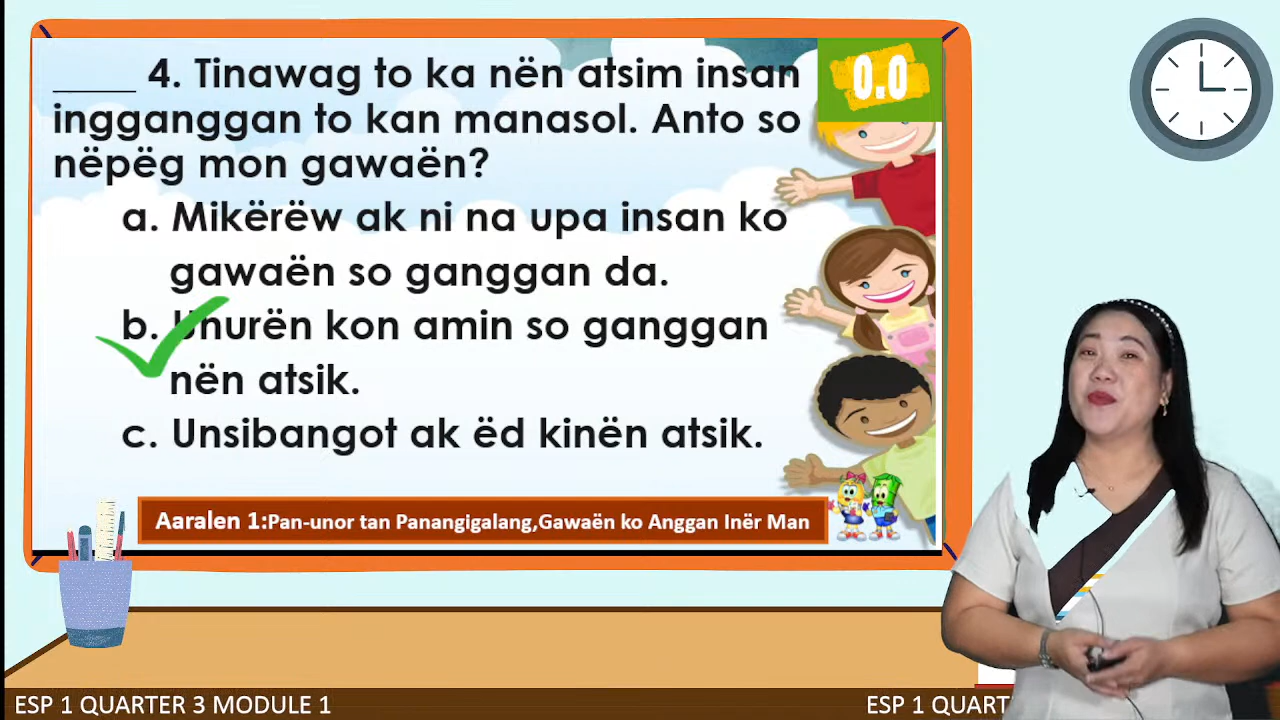 _____ 4. Tinawag to ka nën atsim insan
ingganggan to kan manasol. Anto so
nëpëg mon gawaën?
a. Mikërëw ak ni na upa insan ko
gawaën so ganggan da.
b. Unurën kon amin so ganggan
nën atsik.
c. Unsibangot ak ëd kinën atsik.
0.0
Aaralen 1:Pan-unor tan Panangigalang,Gawaën ko Anggan Inër Man
ESP 1 QUARTER 3 MODULE 1
ESP 1 QUART